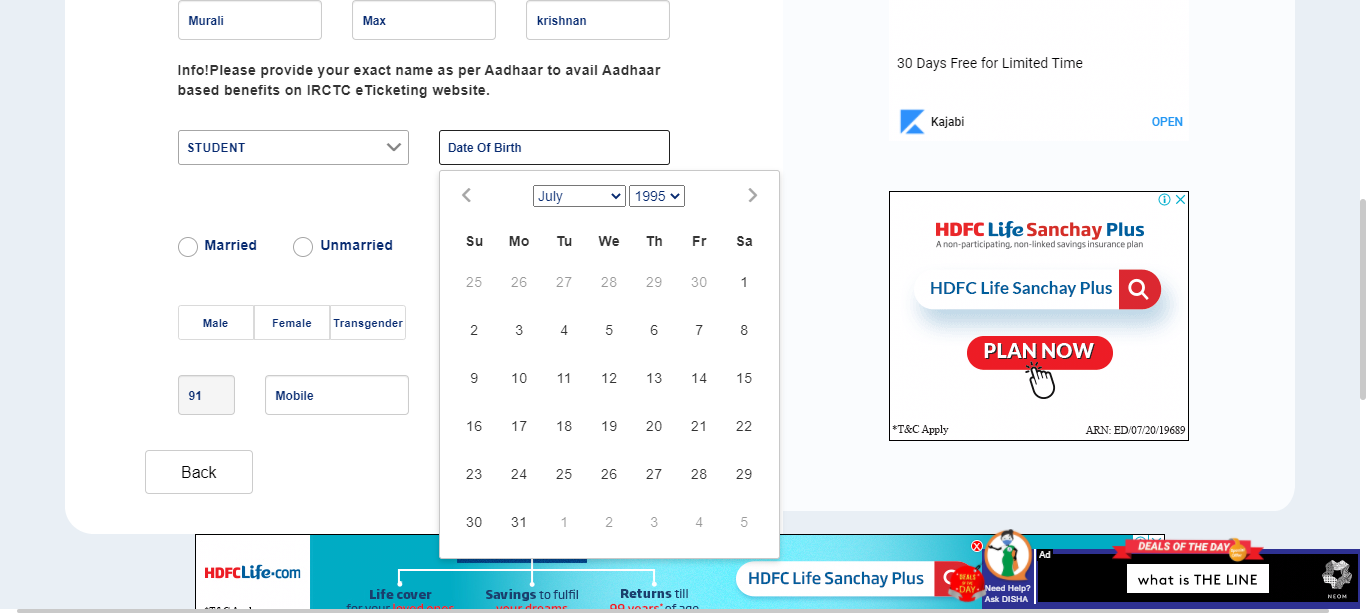 Murali Max krishnan
Info!Please provide your exact name as per Aadhaar to avail Aadhaar
based benefits on IRCTC eTicketing website.
STUDENT Date Of Birth
July 1995
Su Mo Tu We Th Fr Sa
25 26 27 28 29 30 1
2 3 4 5 6 7 8
9 10 11 12 13 14 15
16 17 18 19 20 21 22
23 24 25 26 27 28 29
30 31 1 2 3 4 5
Married Unmarried
Male Female Transgender
91 Mobile
Back
30 Days Free for Limited Time
Kajabi OPEN
HDFC Life Sanchay Plus
A non-participating, non-linked savings insurance plan
HDFC Life Sanchay Plus
PLAN NOW
*T&C Apply ARN: ED/07/20/19689
HDFCLife.com
*T&C Apply
Life cover
for your loved ones
Savings to fulfil
your dreams
Returns till
99 years* of age
HDFC Life Sanchay Plus
DEALS OF THE DAY
Need Help?
Ask DISHA
Ad
DEALS OF THE DAY
what is THE LINE
NEOM